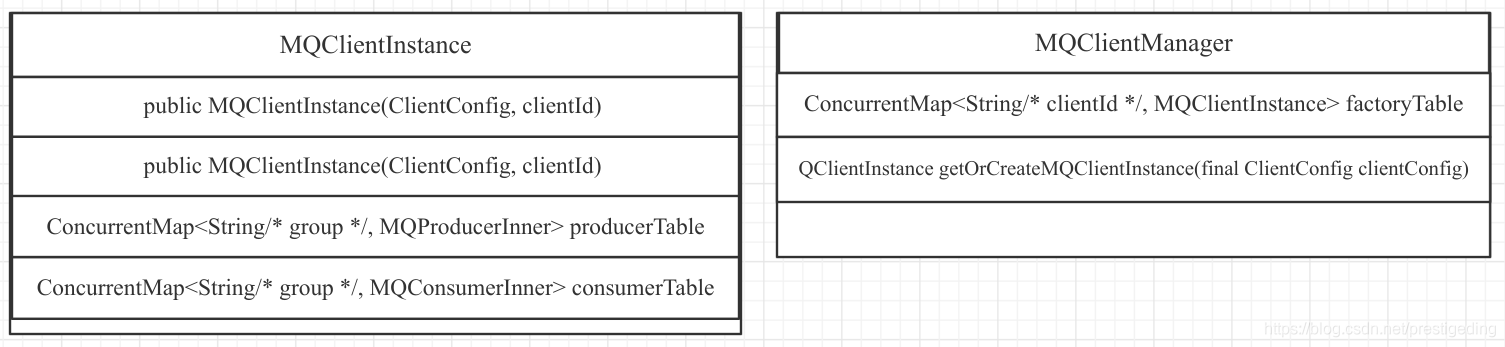 MQClientInstance
public MQClientInstance(ClientConfig, clientId)
public MQClientInstance(ClientConfig, clientId)
ConcurrentMap<String/* group */, MQProducerInner> producerTable
ConcurrentMap<String/* group */, MQConsumerInner> consumerTable
MQClientManager
ConcurrentMap<String/* clientId */, MQClientInstance> factoryTable
QClientInstance getOrCreateMQClientInstance(final ClientConfig clientConfig)
https://blog.csdn.net/prestigeding